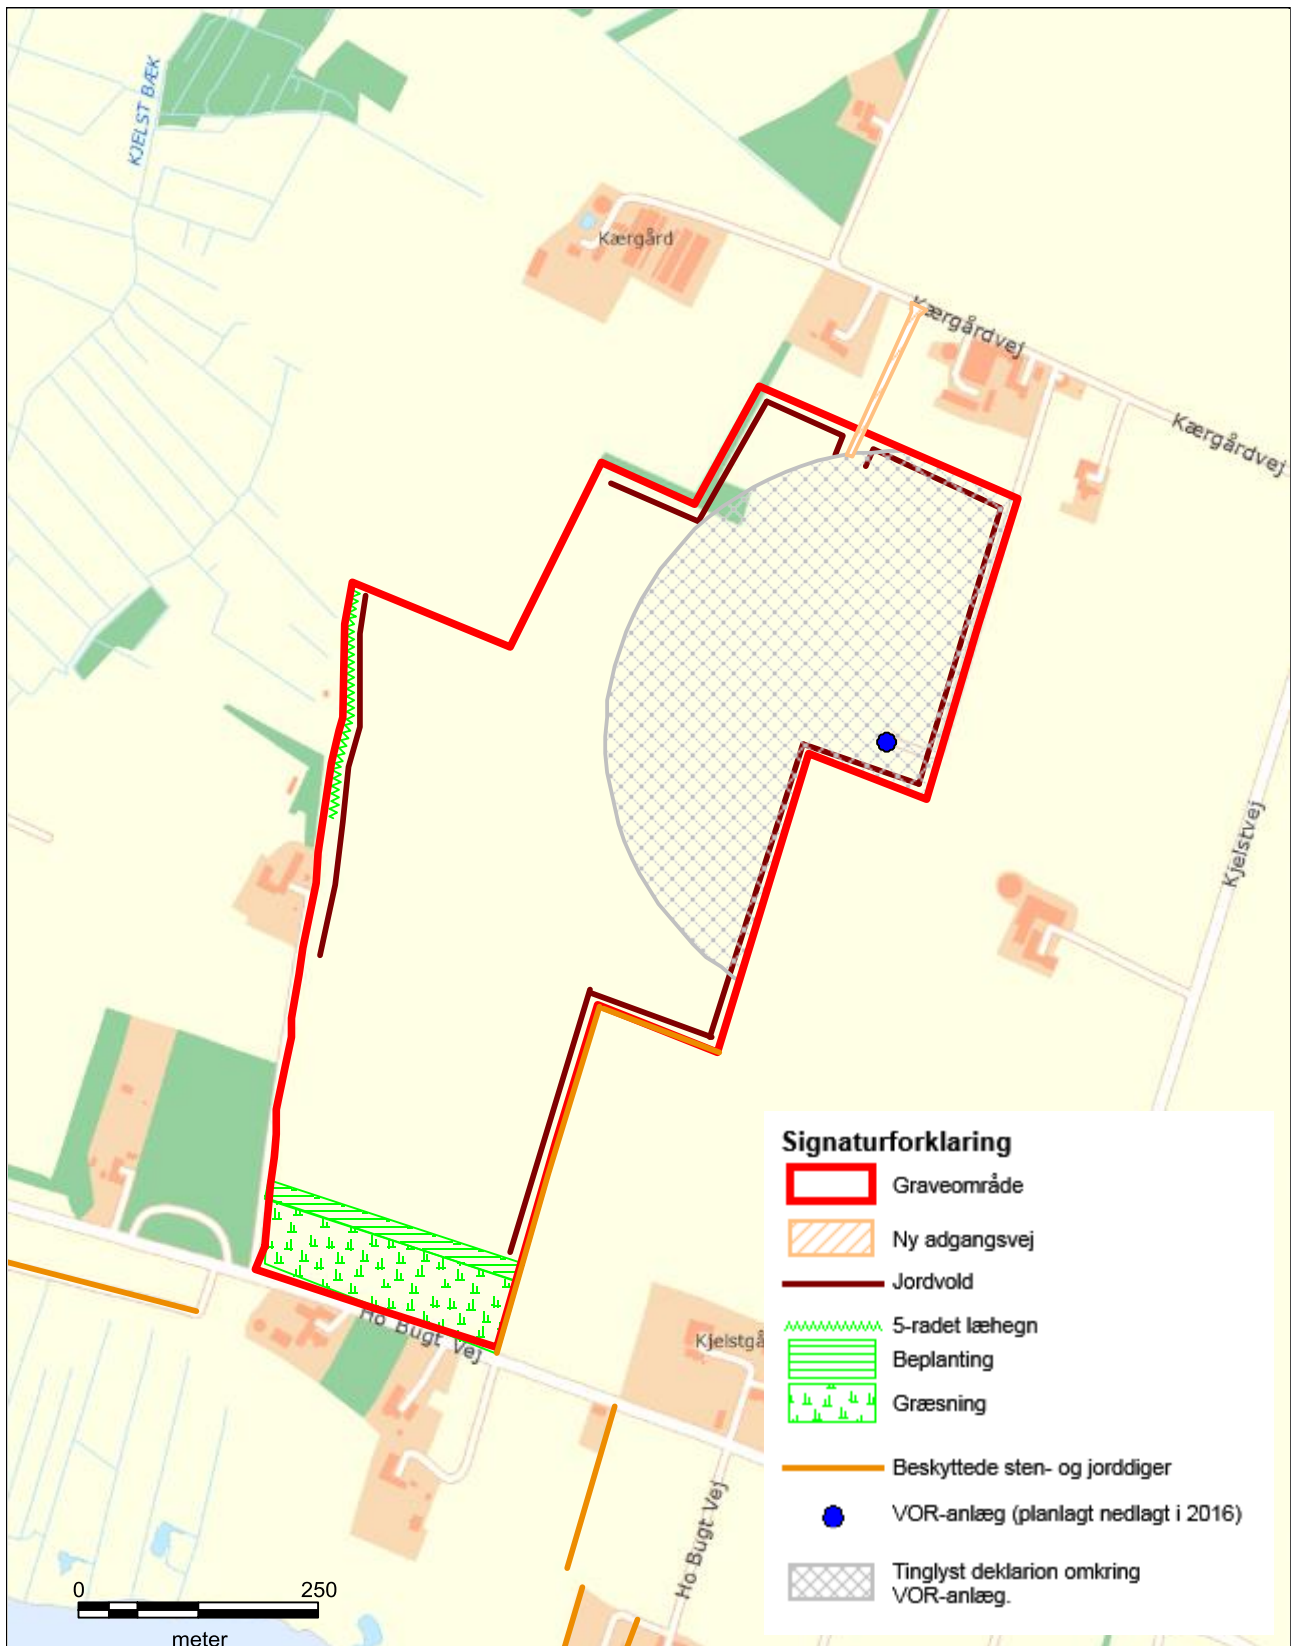 KJELST BÆK
Kærgård
Kærgårdvej
Kærgårdvej
Kjelstvej
Signaturforklaring
Graveområde
Ny adgangsvej
Jordvold
5-radet læhegn
Beplanting
Græsning
Beskyttede sten- og jorddiger
VOR-anlæg (planlagt nedlagt i 2016)
Tinglyst deklarion omkring
VOR-anlæg.
Ho Bugt Vej
Kjelstgå
Ho Bugt Vej
0 250
meter